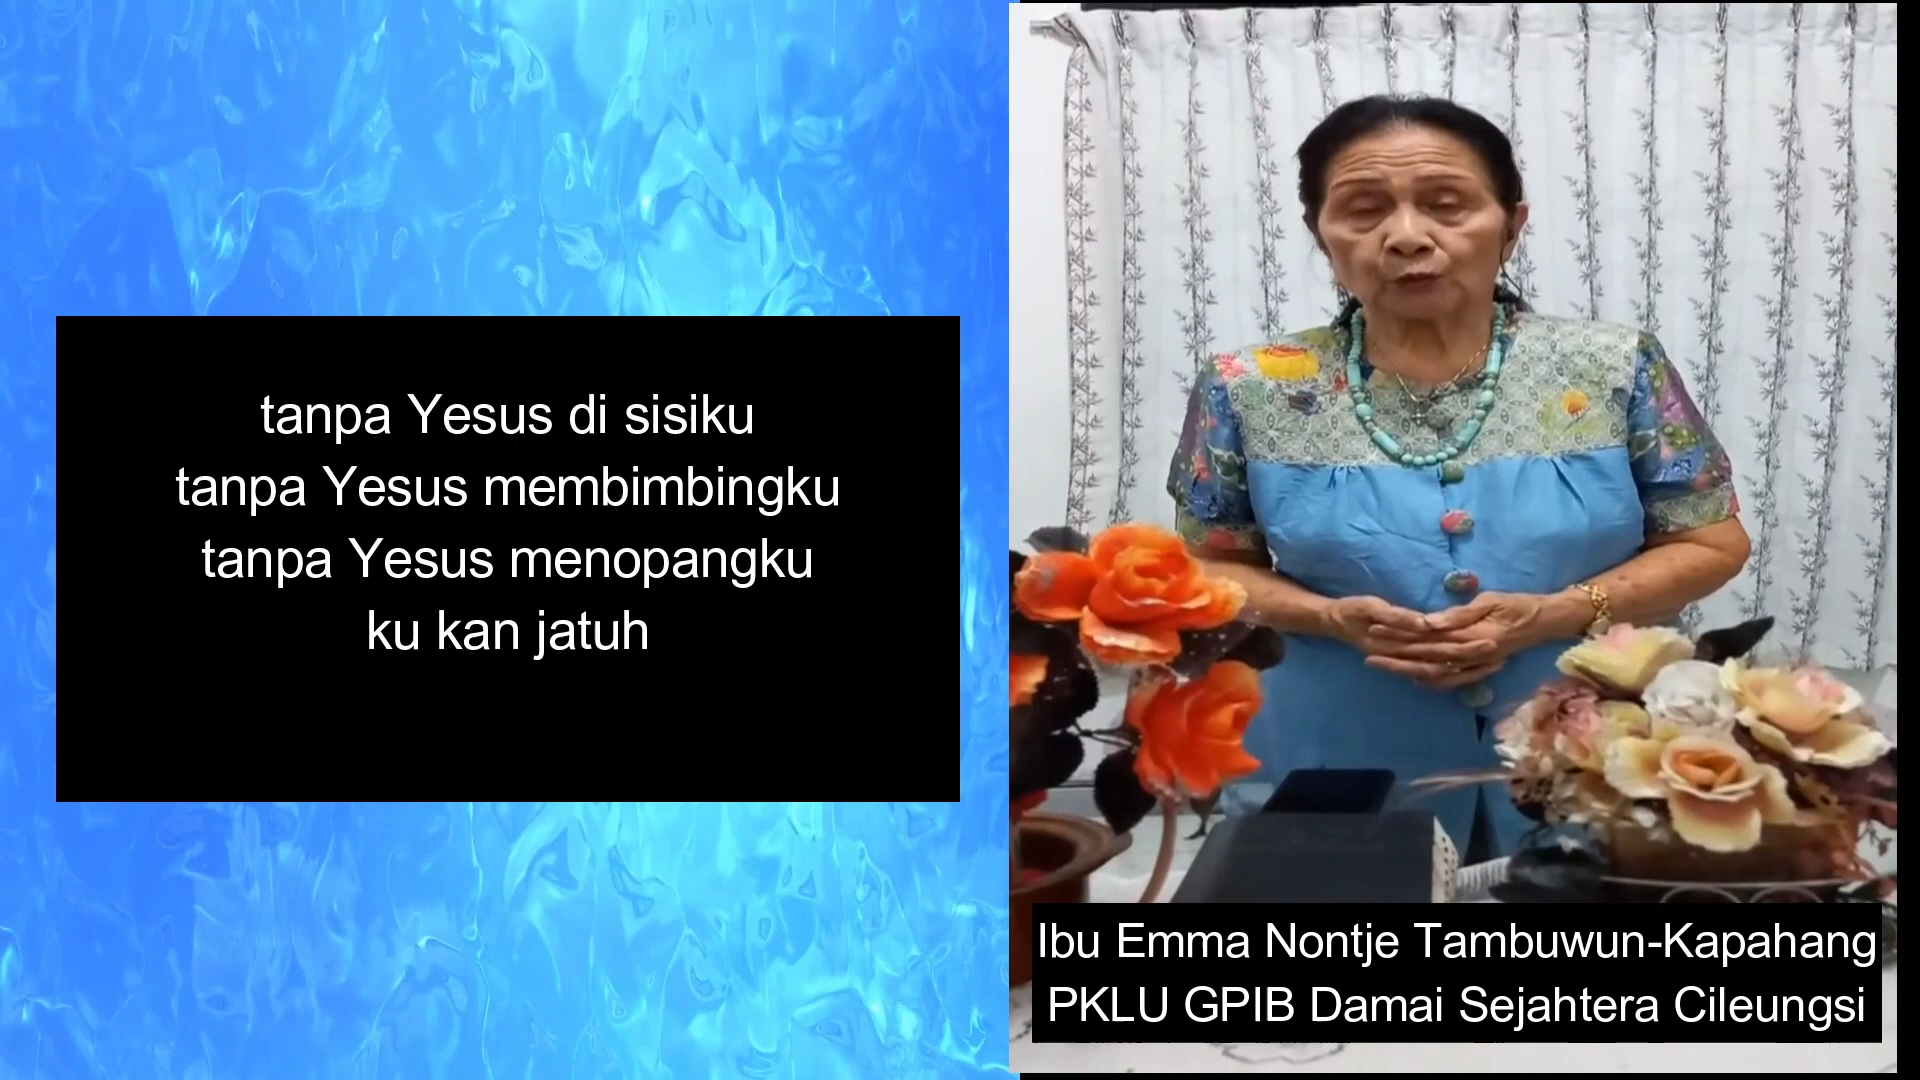 tanpa Yesus di sisiku
tanpa Yesus membimbingku
tanpa Yesus menopangku
ku kan jatuh
Ibu Emma Nontje Tambuwun-Kapahang
PKLU GPIB Damai Sejahtera Cileungsi